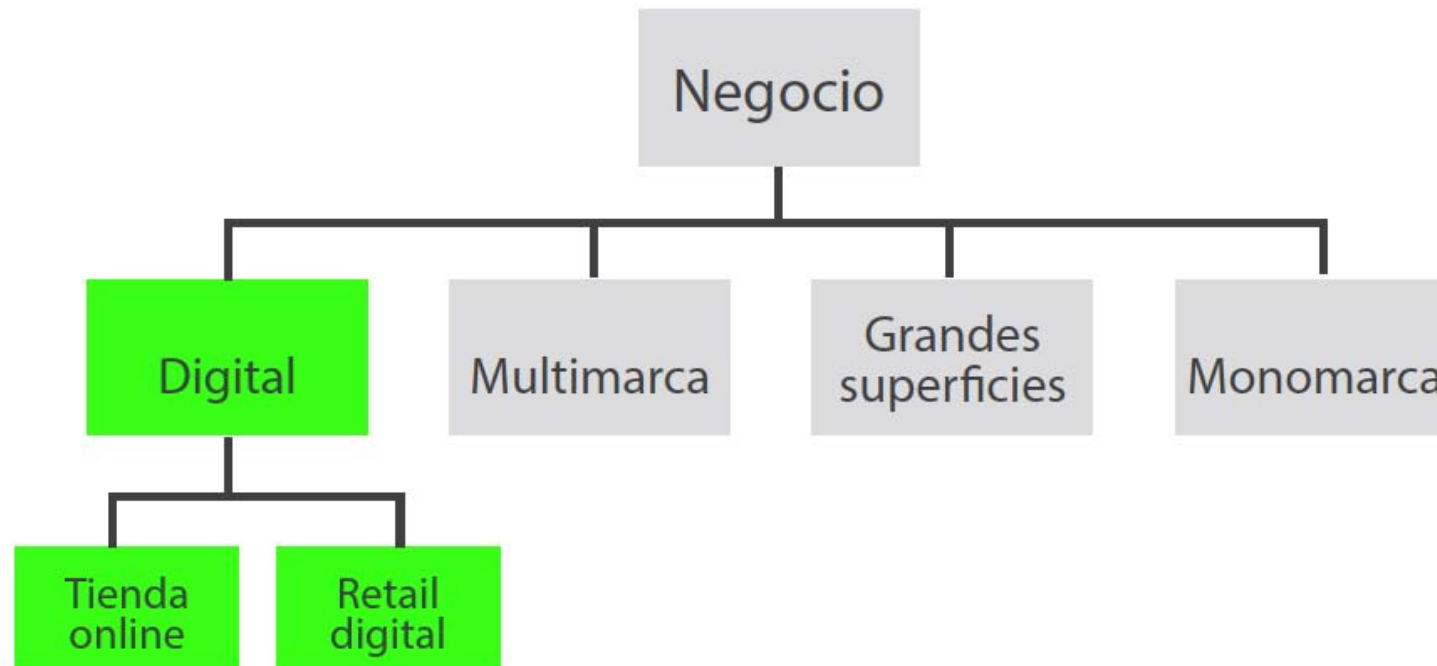 Negocio
Digital
Multimarca
Grandes
superficies
Monomarca
Tienda
online
Retail
digital